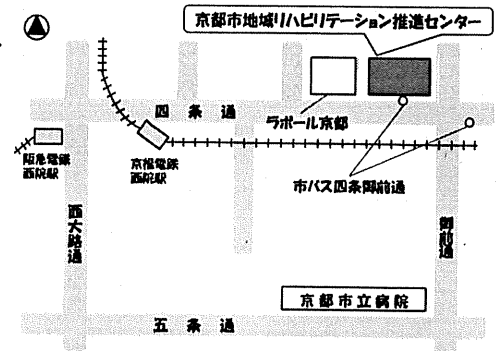 京都市地域リハビリテーション推進センター
四条通
ラポール京都
阪急電鉄
西院駅
京福電鉄
西院駅
市バス四条御前通
西大路通
御前通
京都市立病院
五条通